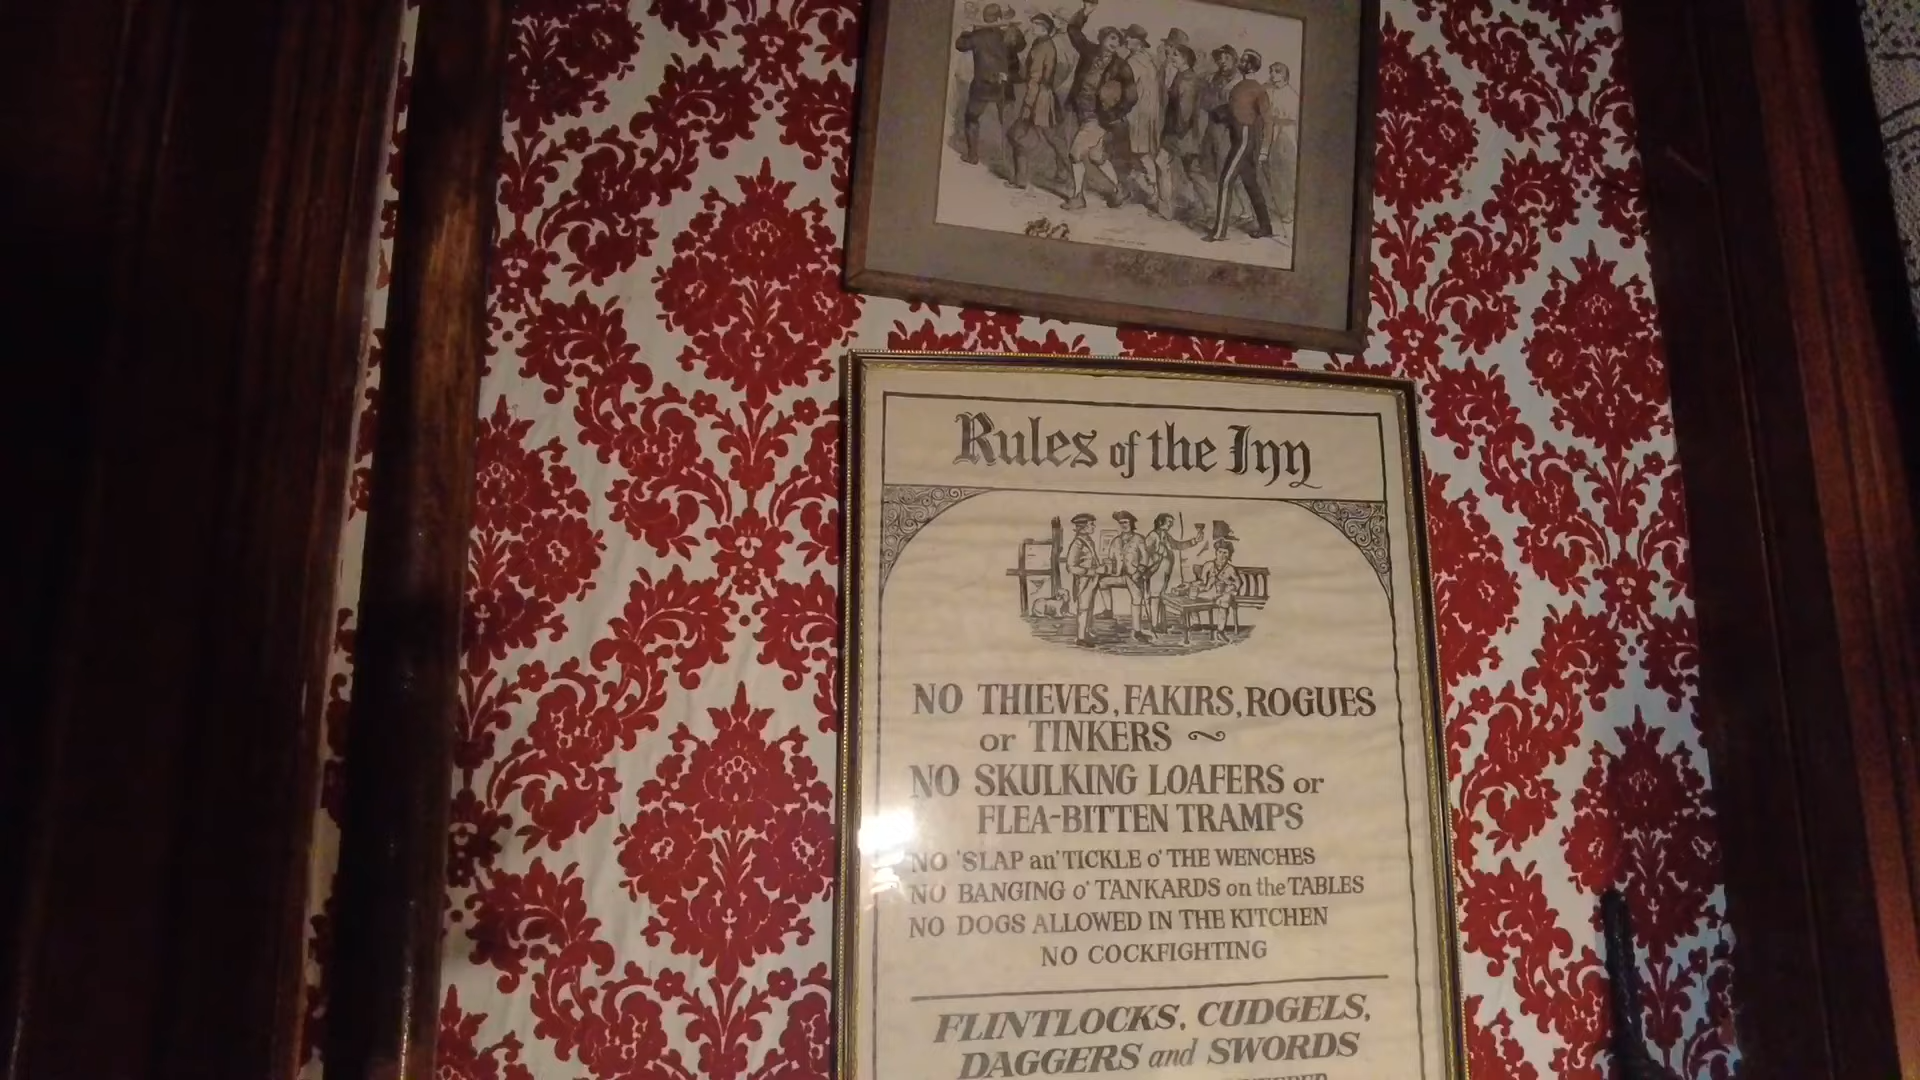 Rules of the Inn
NO THIEVES, FAKIRS, ROGUES
or TINKERS ~
NO SKULKING LOAFERS or
FLEA-BITTEN TRAMPS
NO 'SLAP an' TICKLE o' THE WENCHES
NO BANGING o' TANKARDS on the TABLES
NO DOGS ALLOWED IN THE KITCHEN
NO COCKFIGHTING
FLINTLOCKS, CUDGELS,
DAGGERS and SWORDS